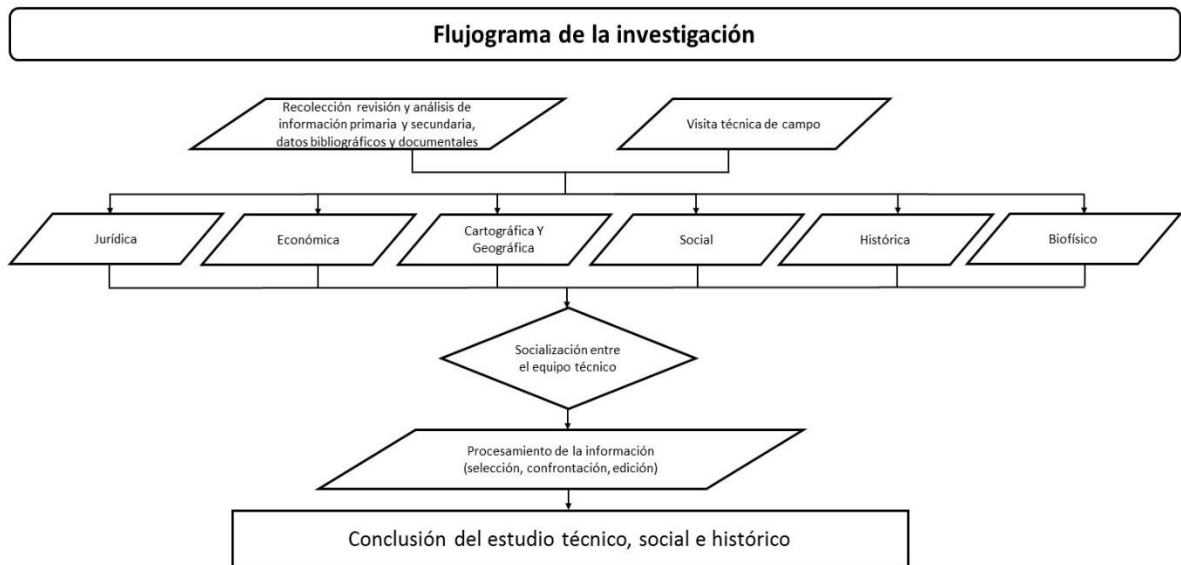 Flujograma de la investigación
Recolección revisión y análisis de
información primaria y secundaria,
datos bibliográficos y documentales
Visita técnica de campo
Jurídica
Económica
Cartográfica Y
Geográfica
Social
Histórica
Biofísico
Socialización entre
el equipo técnico
Procesamiento de la información
(selección, confrontación, edición)
Conclusión del estudio técnico, social e histórico